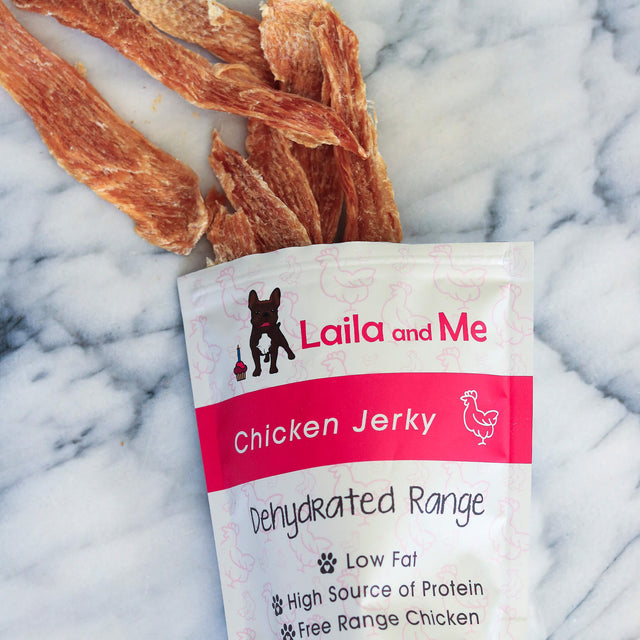 Laila and Me
Chicken Jerky
Dehydrated Range
Low Fat
High Source of Protein
Free Range Chicken